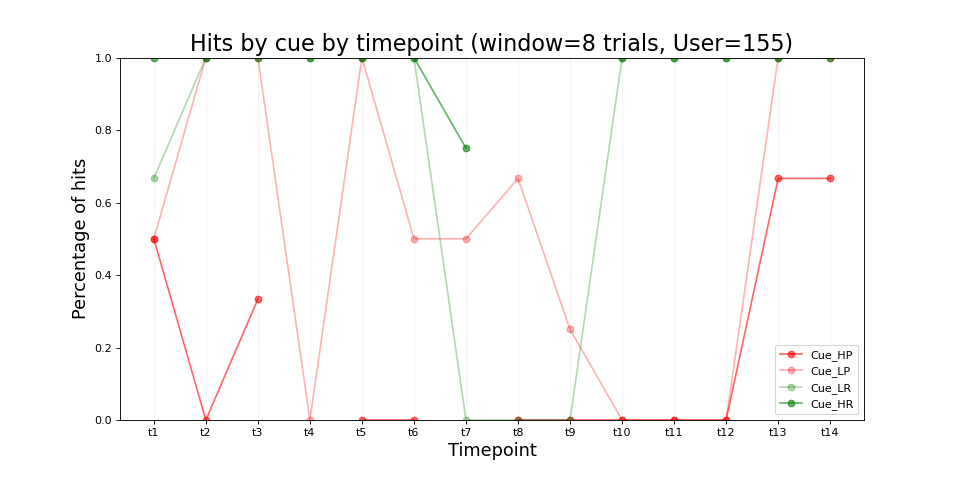 Hits by cue by timepoint (window=8 trials, User=155)
1.0
0.8
0.6
0.4
0.2
0.0
Percentage of hits
Cue_HP
Cue_LP
Cue_LR
Cue_HR
t1 t2 t3 t4 t5 t6 t7 t8 t9 t10 t11 t12 t13 t14
Timepoint